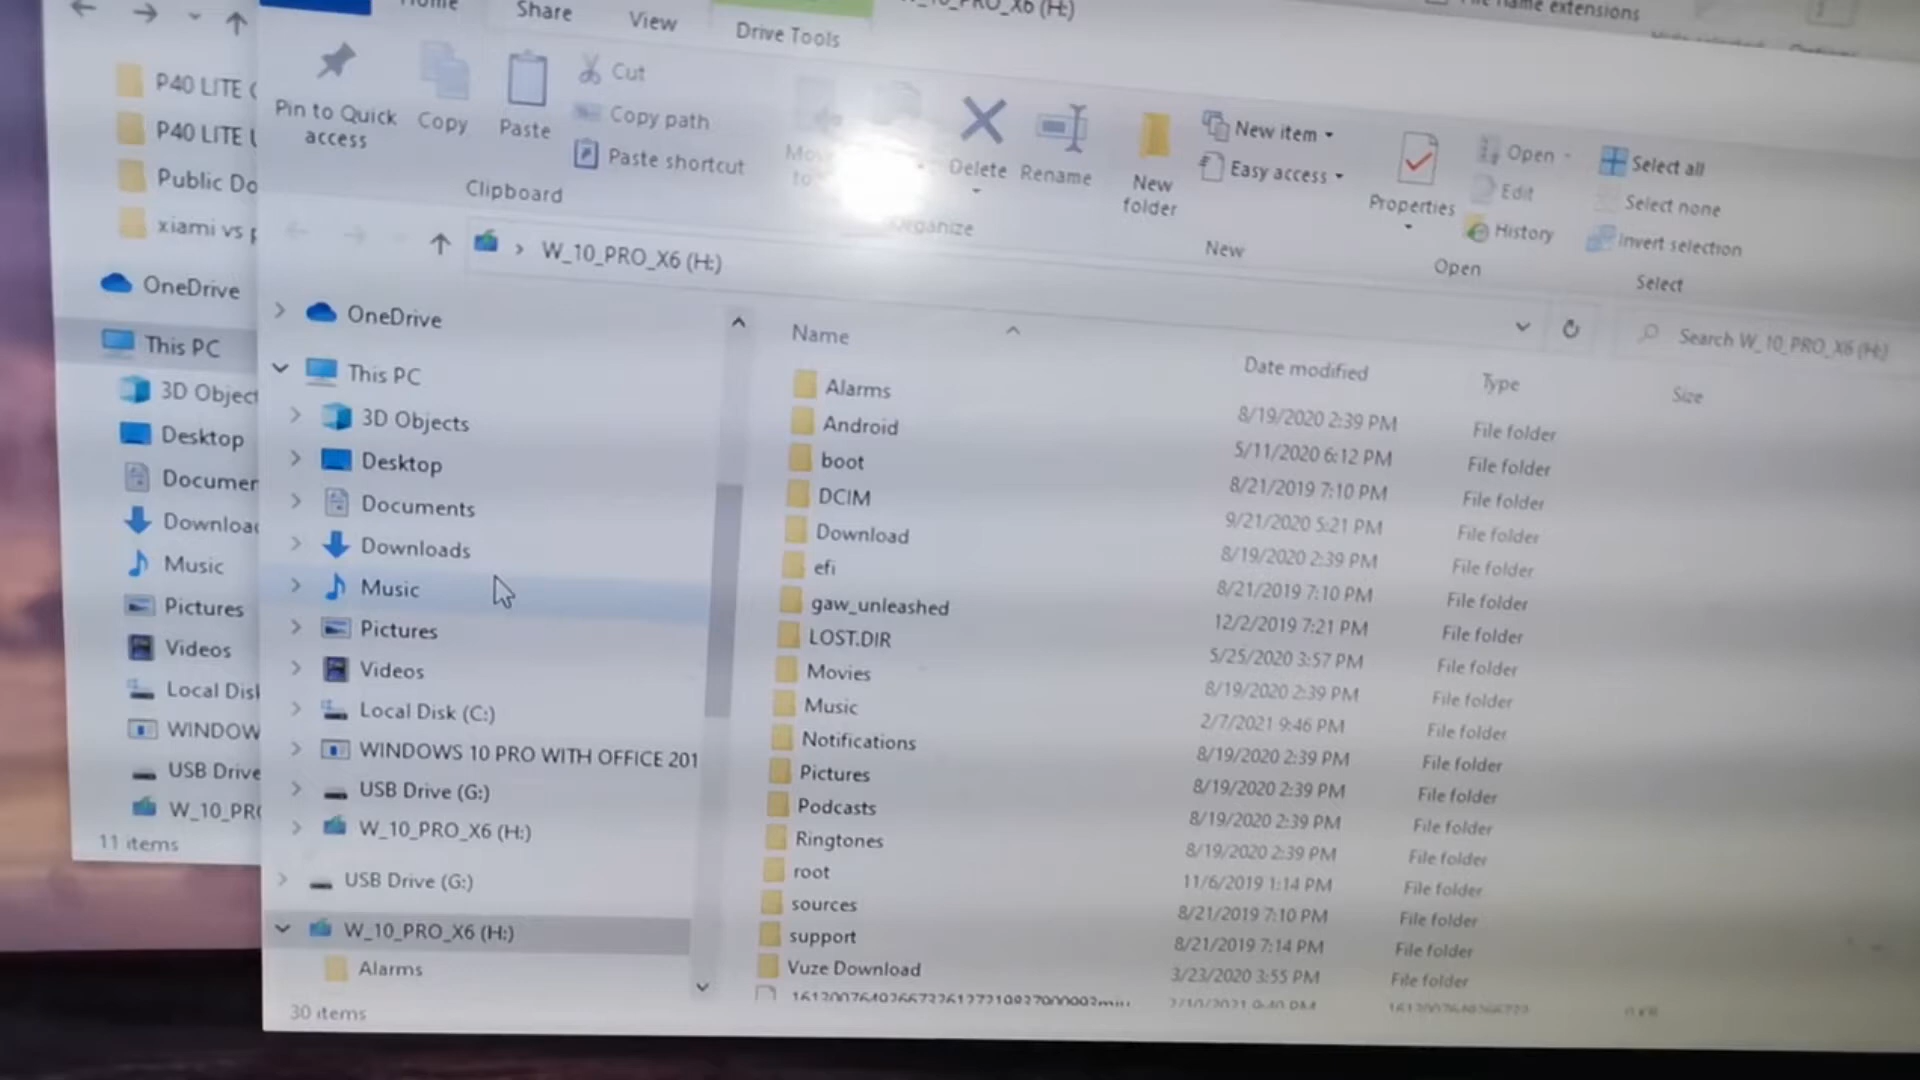 Home Share View Drive Tools W_10_PRO_X6 (H:)
File name extensions
Pin to Quick access
Copy
Paste
Cut
Copy path
Paste shortcut
Clipboard
Delete
Rename
Organize
New folder
New item
Easy access
New
Properties
Open
Edit
History
Open
Select all
Select none
Invert selection
Select
W_10_PRO_X6 (H:)
Search W_10_PRO_X6 (H:)
P40 LITE
P40 LITE
Public Do
xiami vs
OneDrive
This PC
3D Object
Desktop
Documen
Downloa
Music
Pictures
Videos
Local Disk
WINDOW
USB Drive
W_10_PR
11 items
OneDrive
This PC
3D Objects
Desktop
Documents
Downloads
Music
Pictures
Videos
Local Disk (C:)
WINDOWS 10 PRO WITH OFFICE 201
USB Drive (G:)
W_10_PRO_X6 (H:)
USB Drive (G:)
W_10_PRO_X6 (H:)
Alarms
30 items
Name Date modified Type Size
Alarms 8/19/2020 2:39 PM File folder
Android 5/11/2020 6:12 PM File folder
boot 8/21/2019 7:10 PM File folder
DCIM 9/21/2020 5:21 PM File folder
Download 8/19/2020 2:39 PM File folder
efi 8/21/2019 7:10 PM File folder
gaw_unleashed 12/2/2019 7:21 PM File folder
LOST.DIR 5/25/2020 3:57 PM File folder
Movies 8/19/2020 2:39 PM File folder
Music 2/7/2021 9:46 PM File folder
Notifications 8/19/2020 2:39 PM File folder
Pictures 8/19/2020 2:39 PM File folder
Podcasts 8/19/2020 2:39 PM File folder
Ringtones 8/19/2020 2:39 PM File folder
root 11/6/2019 1:14 PM File folder
sources 8/21/2019 7:10 PM File folder
support 8/21/2019 7:14 PM File folder
Vuze Download 3/23/2020 3:55 PM File folder